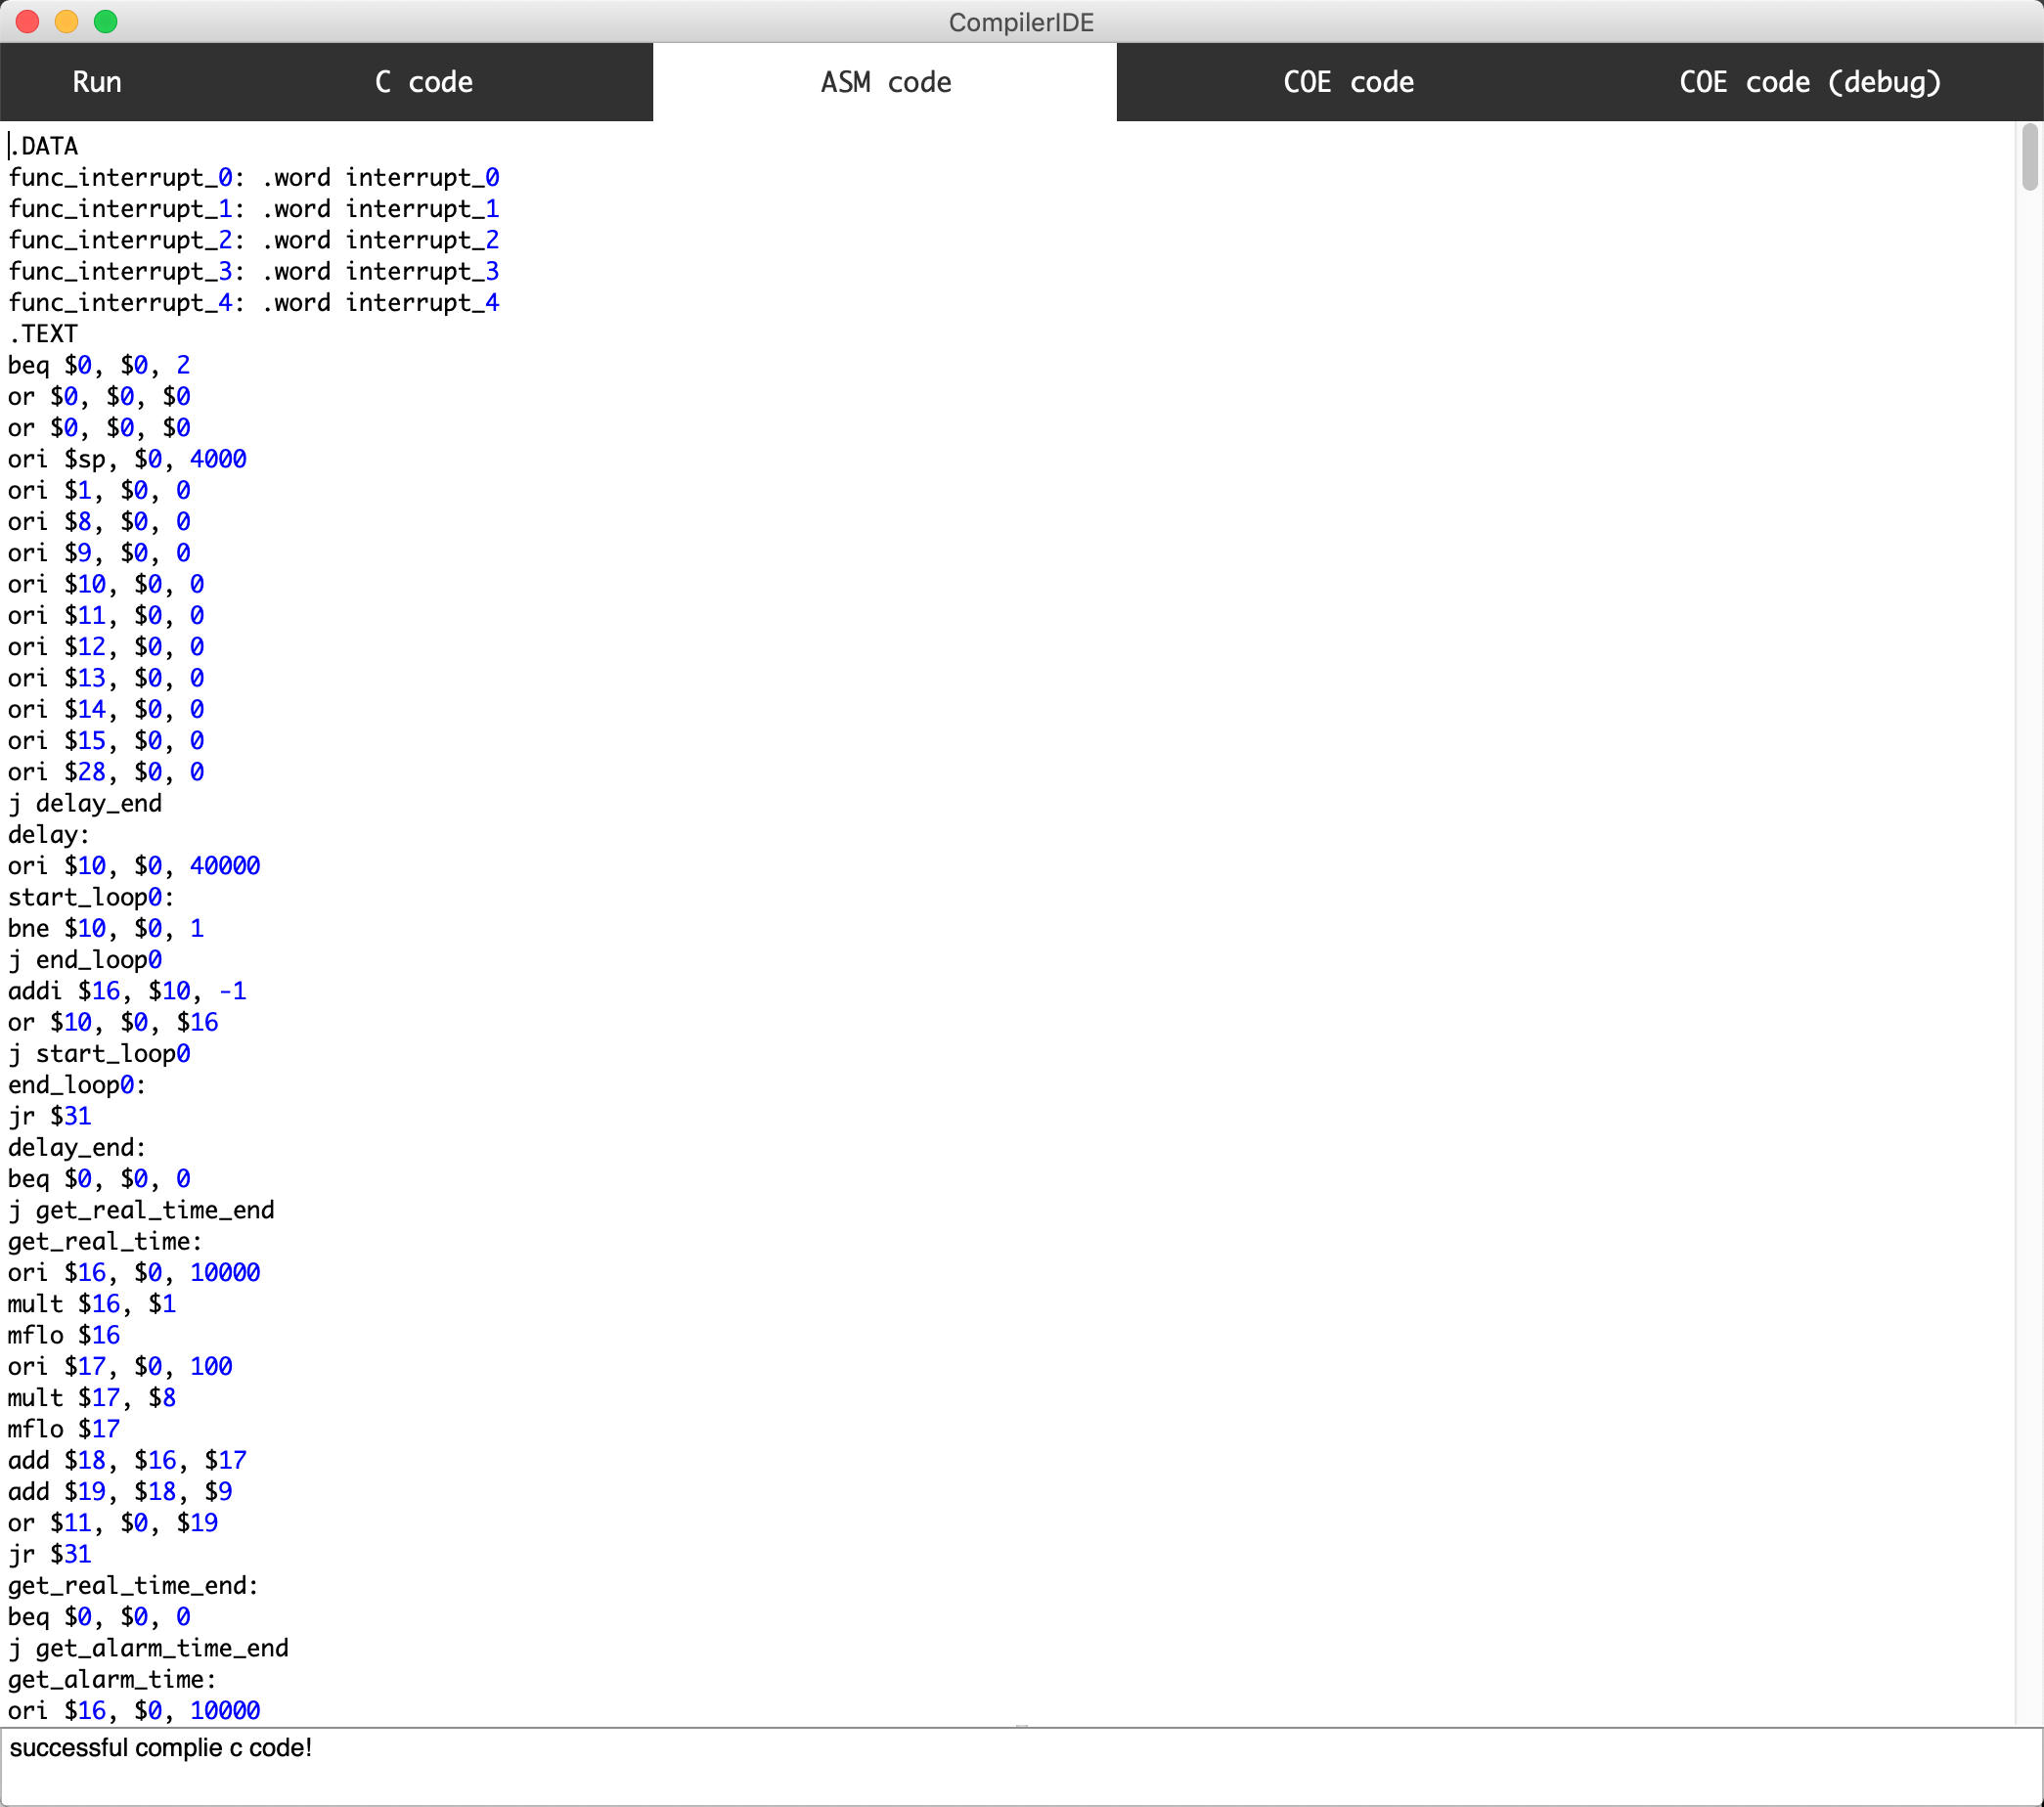 CompilerIDE
Run C code ASM code COE code COE code (debug)
.DATA
func_interrupt_0: .word interrupt_0
func_interrupt_1: .word interrupt_1
func_interrupt_2: .word interrupt_2
func_interrupt_3: .word interrupt_3
func_interrupt_4: .word interrupt_4
.TEXT
beq $0, $0, 2
or $0, $0, $0
or $0, $0, $0
ori $sp, $0, 4000
ori $1, $0, 0
ori $8, $0, 0
ori $9, $0, 0
ori $10, $0, 0
ori $11, $0, 0
ori $12, $0, 0
ori $13, $0, 0
ori $14, $0, 0
ori $15, $0, 0
ori $28, $0, 0
j delay_end
delay:
ori $10, $0, 40000
start_loop0:
bne $10, $0, 1
j end_loop0
addi $16, $10, -1
or $10, $0, $16
j start_loop0
end_loop0:
jr $31
delay_end:
beq $0, $0, 0
j get_real_time_end
get_real_time:
ori $16, $0, 10000
mult $16, $1
mflo $16
ori $17, $0, 100
mult $17, $8
mflo $17
add $18, $16, $17
add $19, $18, $9
or $11, $0, $19
jr $31
get_real_time_end:
beq $0, $0, 0
j get_alarm_time_end
get_alarm_time:
ori $16, $0, 10000
successful complie c code!